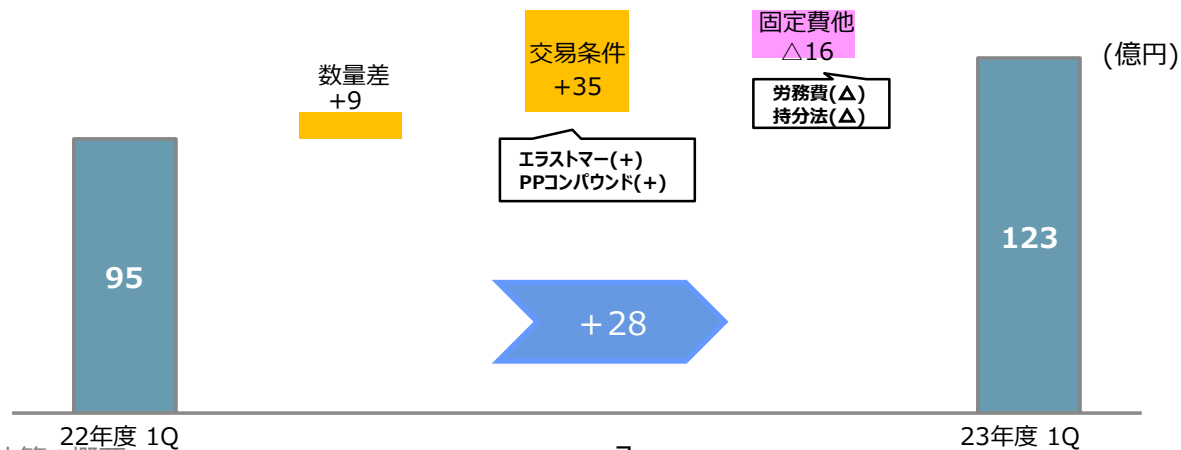 固定費他
△16
(億円)
交易条件
+35
数量差
+9
労務費(△)
持分法(△)
エラストマー(+)
PPコンパウンド(+)
95
123
+28
22年度 1Q
23年度 1Q